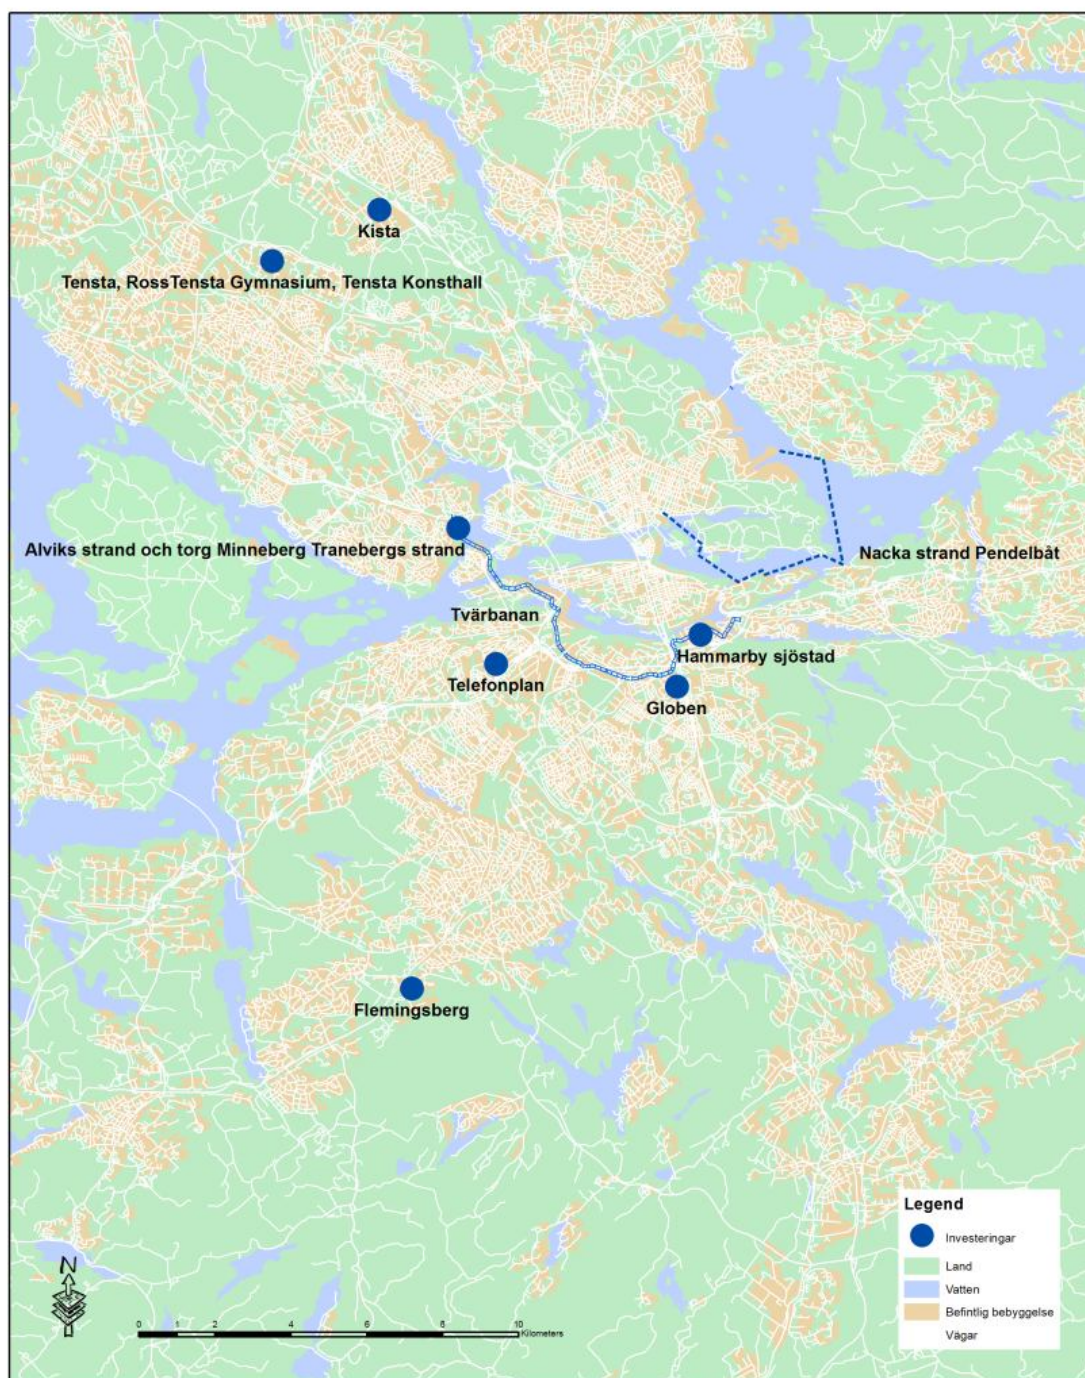 Kista
Tensta, RossTensta Gymnasium, Tensta Konsthall
Alviks strand och torg Minneberg Tranebergs strand
Nacka strand Pendelbåt
Tvärbanan
Hammarby sjöstad
Telefonplan
Globen
Flemingsberg
Legend
Investeringar
Land
Vatten
Befintlig bebyggelse
Vägar
N
0 1 2 4 6 8 10
Kilometers